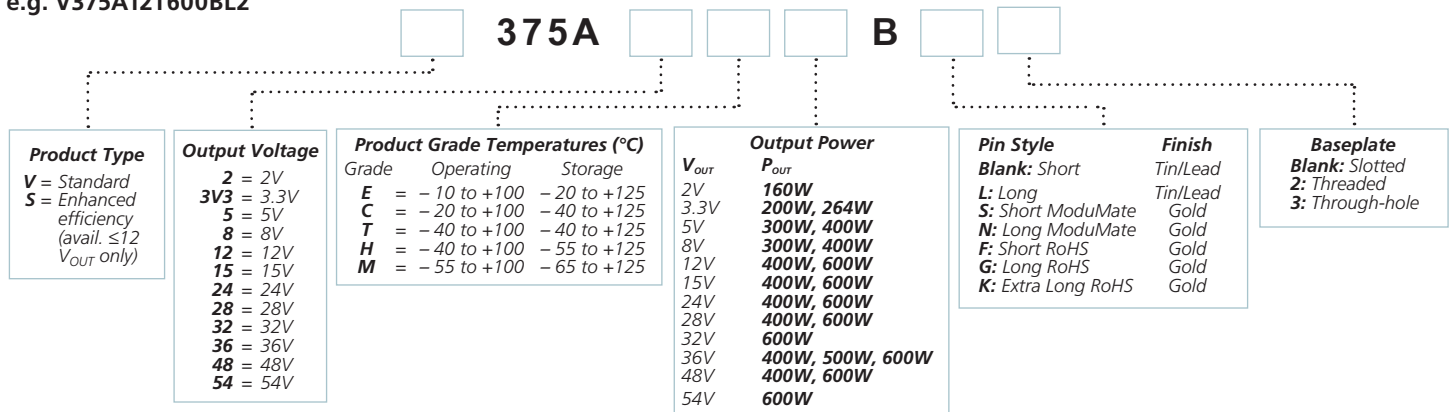 e.g. V375A12T600BL2
375A B
Product Type
V = Standard
S = Enhanced
efficiency
(avail. ≤12
VOUT only)
Output Voltage
2 = 2V
3V3 = 3.3V
5 = 5V
8 = 8V
12 = 12V
15 = 15V
24 = 24V
28 = 28V
32 = 32V
36 = 36V
48 = 48V
54 = 54V
Product Grade Temperatures (°C)
Grade Operating Storage
E = – 10 to +100 – 20 to +125
C = – 20 to +100 – 40 to +125
T = – 40 to +100 – 40 to +125
H = – 40 to +100 – 55 to +125
M = – 55 to +100 – 65 to +125
Output Power
VOUT POUT
2V 160W
3.3V 200W, 264W
5V 300W, 400W
8V 300W, 400W
12V 400W, 600W
15V 400W, 600W
24V 400W, 600W
28V 400W, 600W
32V 600W
36V 400W, 500W, 600W
48V 400W, 600W
54V 600W
Pin Style Finish
Blank: Short Tin/Lead
L: Long Tin/Lead
S: Short ModuMate Gold
N: Long ModuMate Gold
F: Short RoHS Gold
G: Long RoHS Gold
K: Extra Long RoHS Gold
Baseplate
Blank: Slotted
2: Threaded
3: Through-hole